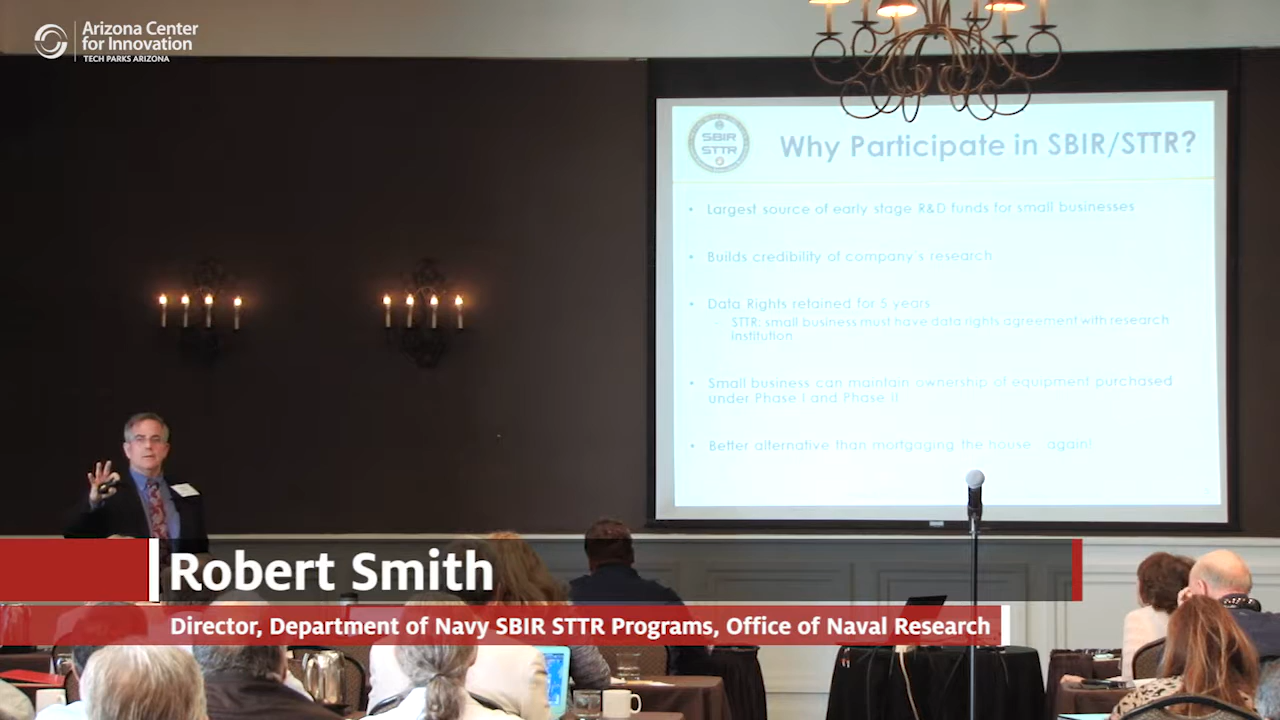 Arizona Center
for Innovation
TECH PARKS ARIZONA
SBIR
STTR
Why Participate in SBIR/STTR?
• Largest source of early stage R&D funds for small businesses
• Builds credibility of company's research
• Data Rights retained for 5 years
- STTR: small business must have data rights agreement with research
institution
• Small business can maintain ownership of equipment purchased
under Phase I and Phase II
• Better alternative than mortgaging the house... again!
Robert Smith
Director, Department of Navy SBIR STTR Programs, Office of Naval Research